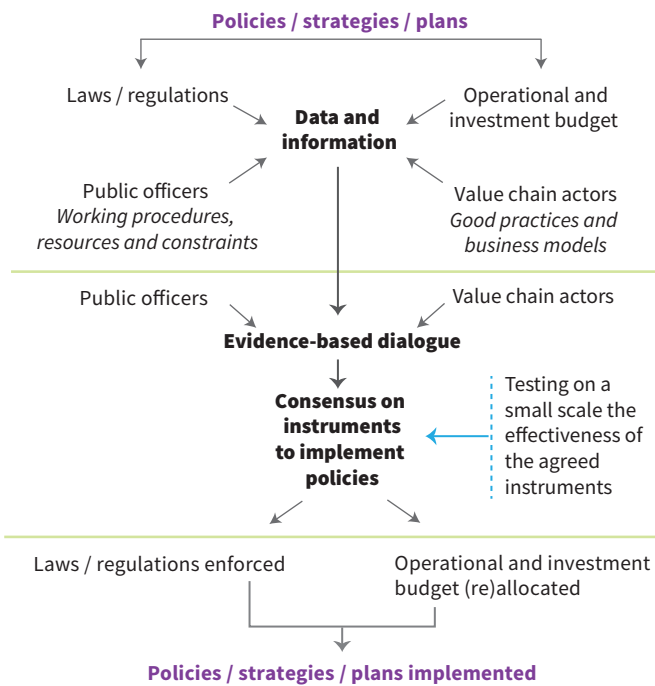 Policies / strategies / plans
Laws / regulations
Operational and
investment budget
Data and
information
Public officers
Working procedures,
resources and constraints
Value chain actors
Good practices and
business models
Public officers
Value chain actors
Evidence-based dialogue
Consensus on
instruments
to implement
policies
Testing on a
small scale the
effectiveness of
the agreed
instruments
Laws / regulations enforced
Operational and investment
budget (re)allocated
Policies / strategies / plans implemented